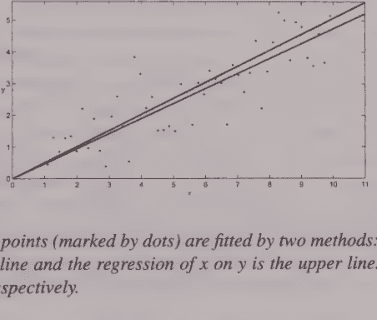 5
4
y
3
2
1
0
0 1 2 3 4 5 6 7 8 9 10 11
x
points (marked by dots) are fitted by two methods:
line and the regression of x on y is the upper line.
spectively.